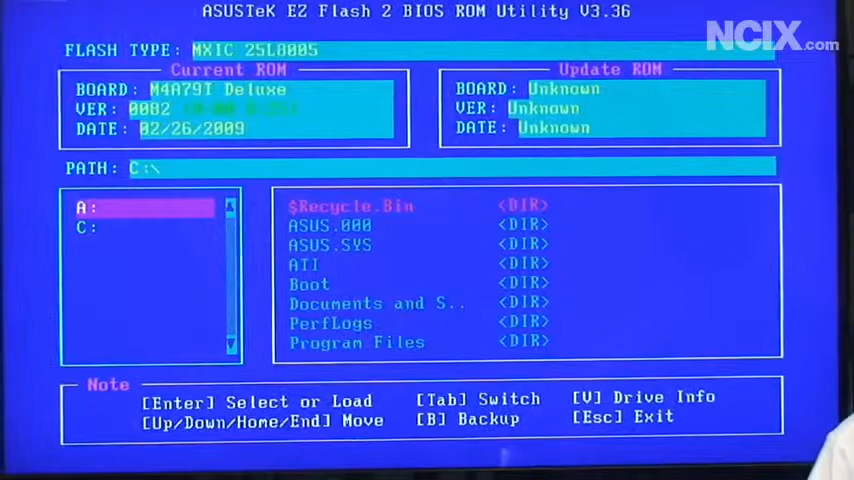 ASUSTeK EZ Flash 2 BIOS ROM Utility V3.36
NCIX.com
FLASH TYPE: MXIC 25L8005
Current ROM
Update ROM
BOARD: M4A79T Deluxe
BOARD: Unknown
VER: 0082
VER: Unknown
DATE: 02/26/2009
DATE: Unknown
PATH: C:\
A:
C:
$Recycle.Bin <DIR>
ASUS.000 <DIR>
ASUS.SYS <DIR>
ATI <DIR>
Boot <DIR>
Documents and S.. <DIR>
PerfLogs <DIR>
Program Files <DIR>
Note
[Enter] Select or Load [Tab] Switch [V] Drive Info
[Up/Down/Home/End] Move [B] Backup [Esc] Exit